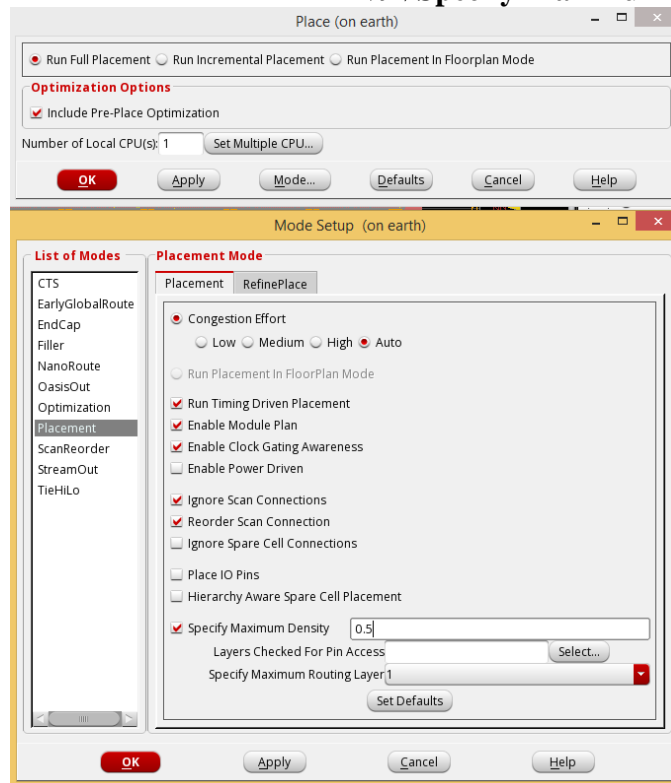 Place (on earth)
Run Full Placement Run Incremental Placement Run Placement In Floorplan Mode
Optimization Options
Include Pre-Place Optimization
Number of Local CPU(s): 1 Set Multiple CPU...
OK Apply Mode... Defaults Cancel Help
Mode Setup (on earth)
List of Modes
CTS
EarlyGlobalRoute
EndCap
Filler
NanoRoute
OasisOut
Optimization
Placement
ScanReorder
StreamOut
TieHiLo
Placement Mode
Placement RefinePlace
Congestion Effort
Low Medium High Auto
Run Placement In FloorPlan Mode
Run Timing Driven Placement
Enable Module Plan
Enable Clock Gating Awareness
Enable Power Driven
Ignore Scan Connections
Reorder Scan Connection
Ignore Spare Cell Connections
Place IO Pins
Hierarchy Aware Spare Cell Placement
Specify Maximum Density 0.5
Layers Checked For Pin Access Select...
Specify Maximum Routing Layer 1
Set Defaults
OK Apply Cancel Help